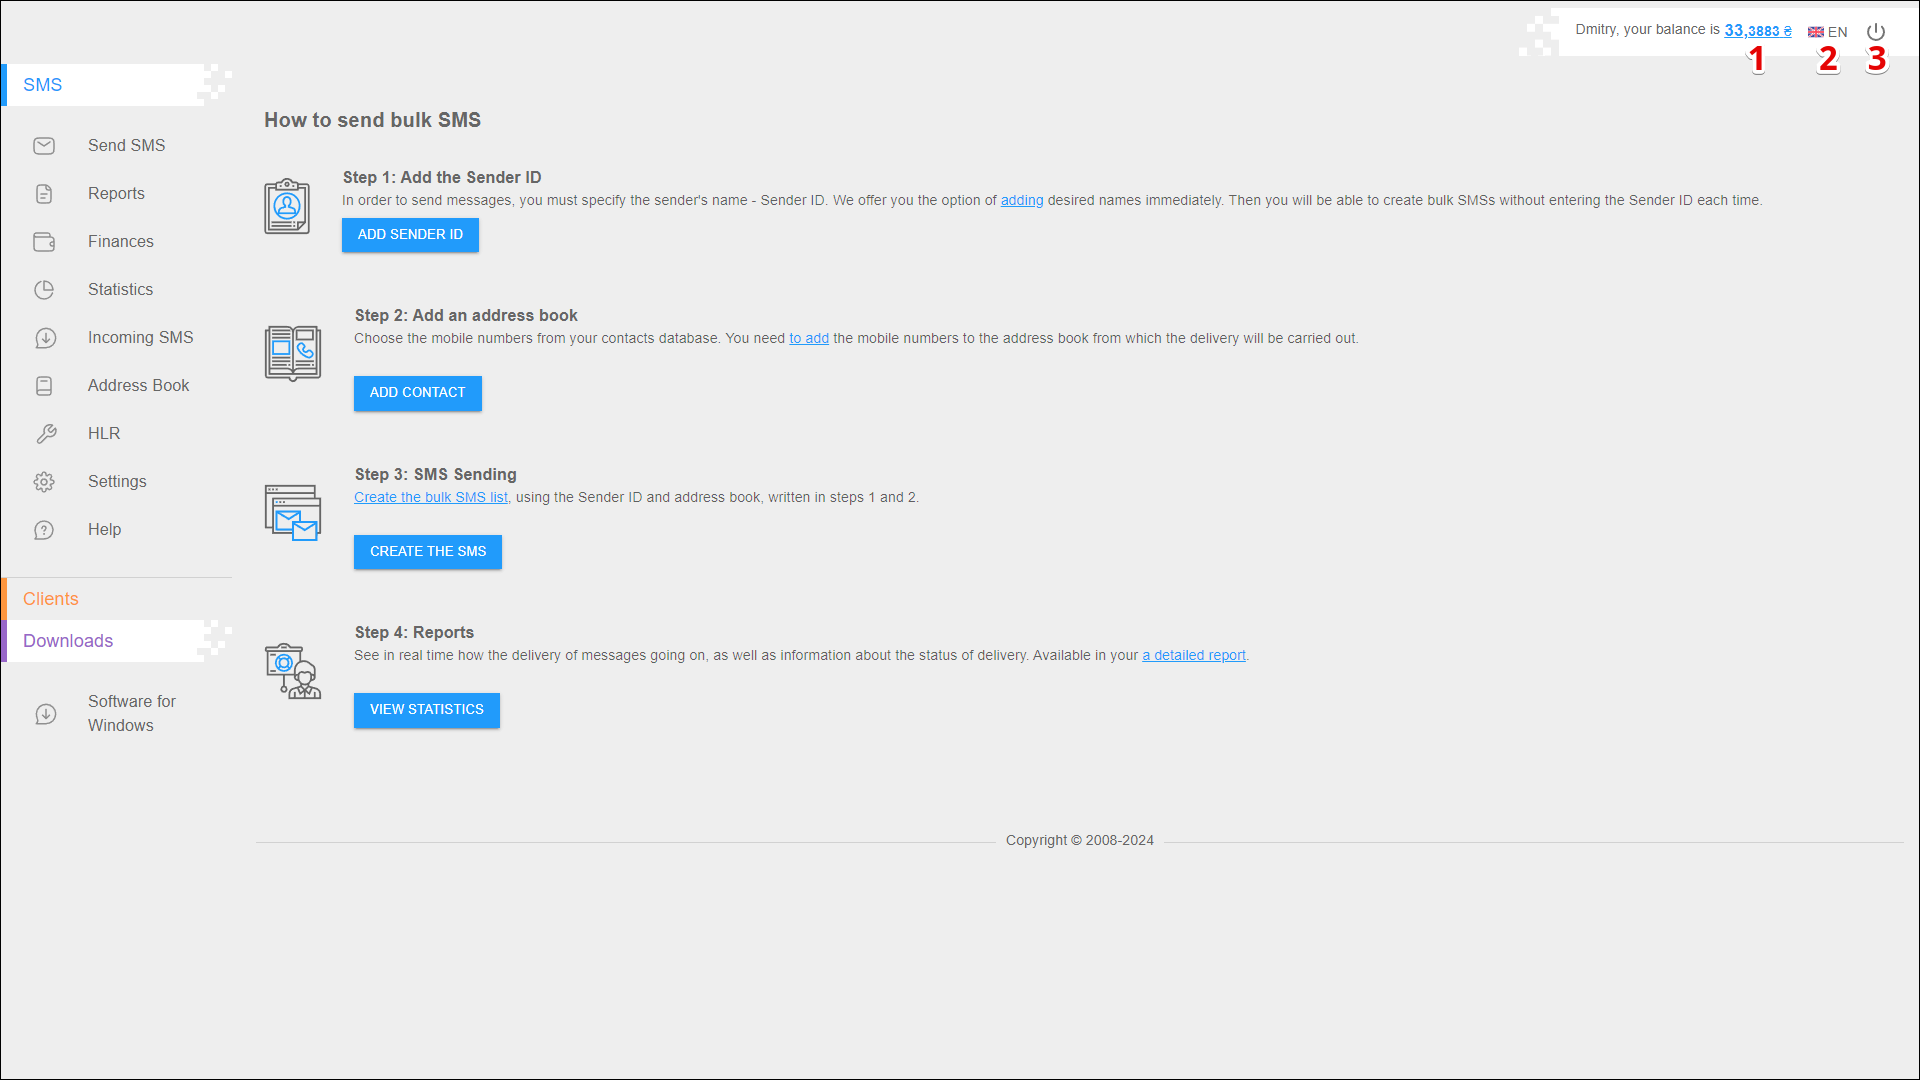 Dmitry, your balance is 33,3883 ₴ EN
1 2 3
SMS
Send SMS
Reports
Finances
Statistics
Incoming SMS
Address Book
HLR
Settings
Help
Clients
Downloads
Software for
Windows
How to send bulk SMS
Step 1: Add the Sender ID
In order to send messages, you must specify the sender's name - Sender ID. We offer you the option of adding desired names immediately. Then you will be able to create bulk SMSs without entering the Sender ID each time.
ADD SENDER ID
Step 2: Add an address book
Choose the mobile numbers from your contacts database. You need to add the mobile numbers to the address book from which the delivery will be carried out.
ADD CONTACT
Step 3: SMS Sending
Create the bulk SMS list, using the Sender ID and address book, written in steps 1 and 2.
CREATE THE SMS
Step 4: Reports
See in real time how the delivery of messages going on, as well as information about the status of delivery. Available in your a detailed report.
VIEW STATISTICS
Copyright © 2008-2024